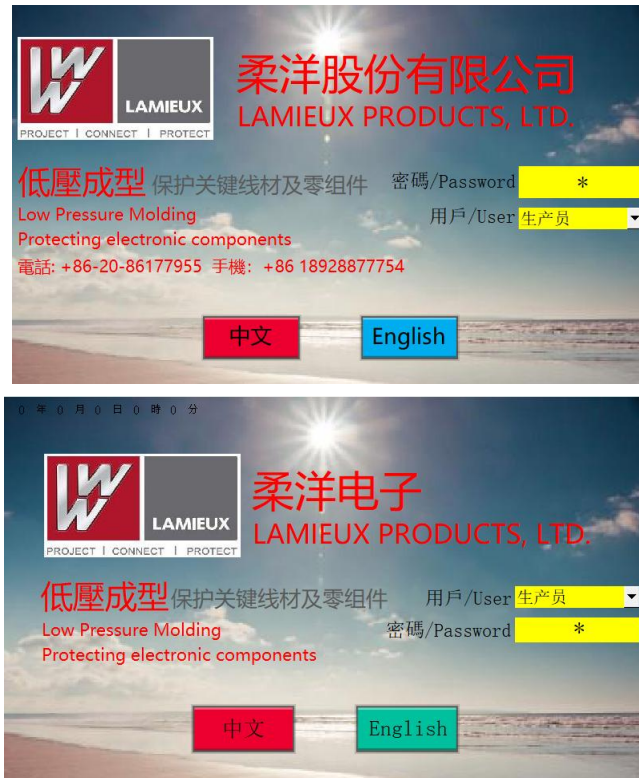 LAMIEUX
PROJECT | CONNECT | PROTECT
柔洋股份有限公司
LAMIEUX PRODUCTS, LTD.
低壓成型 保护关键线材及零组件
Low Pressure Molding
Protecting electronic components
電話: +86-20-86177955 手機: +86 18928877754
密碼/Password *
用戶/User 生产员
中文 English
0 年 0 月 0 日 0 時 0 分
LAMIEUX
PROJECT | CONNECT | PROTECT
柔洋电子
LAMIEUX PRODUCTS, LTD.
低壓成型 保护关键线材及零组件
Low Pressure Molding
Protecting electronic components
用戶/User 生产员
密碼/Password *
中文 English